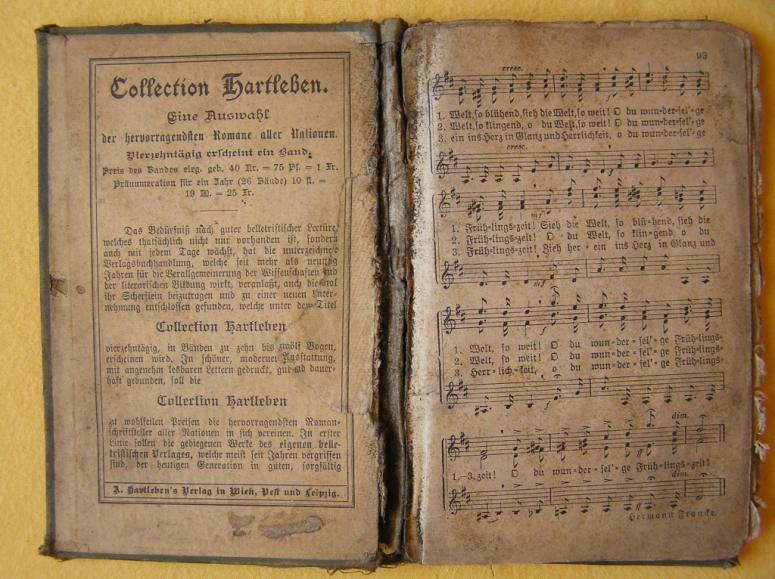 Collection Hartleben.
Eine Auswahl
der hervorragendsten Romane aller Nationen.
Vierzehntägig erscheint ein Band.
Preis des Bandes eleg. geb. 40 Kr. = 75 Pf. = 1 Fr.
Pränumeration für ein Jahr (26 Bände) 10 fl. =
19 M. = 25 Fr.
Das Bedürfniß nach guter belletristischer Lectüre,
welches thatsächlich nicht nur vorhanden ist, sondern
auch mit jedem Tage wächst, hat die unterzeichnete
Verlagsbuchhandlung, welche seit mehr als neunzig
Jahren für die Verallgemeinerung der Wissenschaften und
der literarischen Bildung wirkt, veranlaßt, auch diesmal
ihr Scherflein beizutragen und zu einer neuen Unter-
nehmung entschlossen gefunden, welche unter dem Titel
Collection Hartleben
vierzehntägig, in Bänden zu zehn bis zwölf Bogen,
erscheinen wird. In schöner, moderner Ausstattung,
mit angenehm lesbaren Lettern gedruckt, gut und dauer-
haft gebunden, soll die
Collection Hartleben
zu wohlfeilen Preisen die hervorragendsten Roman-
schriftsteller aller Nationen in sich vereinen. In erster
Linie sollen die gediegenen Werke des eigenen belle-
tristischen Verlages, welche meist seit Jahren vergriffen
sind, der heutigen Generation in guten, sorgfältig
A. Hartleben's Verlag in Wien, Pest und Leipzig.
95
cresc.
1. Welt, so blühend, sieh die Welt, so weit! O du wun-der-sel-ge
2. Welt, so klingend, o du Welt, so weit! O du wun-der-sel-ge
3. ein ins Herz in Glanz und Herrlichkeit, o du wun-der-sel-ge
cresc.
mf
1. Früh-lings-zeit! Sieh die Welt, so blü-hend, sieh die
2. Früh-lings-zeit! O du Welt, so klin-gend o du
3. Früh-lings-zeit! Zieh her-ein ins Herz in Glanz und
mf
f
1. Welt, so weit! O du wun-der-sel-ge Früh-lings-
2. Welt, so weit! O du wun-der-sel-ge Früh-lings-
3. Herr-lich-keit, o du wun-der-sel-ge Früh-lings-
f
dim.
ff
1.-3. zeit! O du wun-der-sel-ge Früh-lings-zeit!
dim.
ff
Hermann Francke.